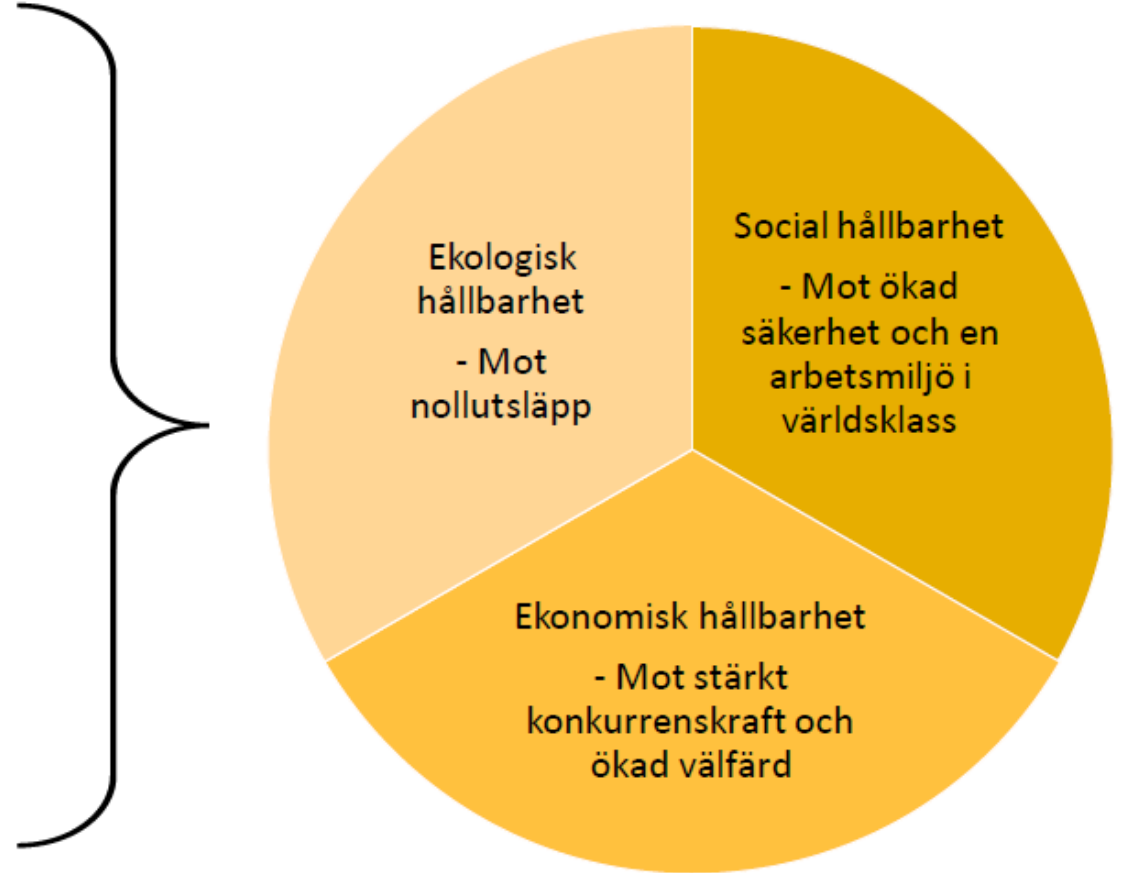 Ekologisk
hållbarhet
- Mot
nollutsläpp
Social hållbarhet
- Mot ökad
säkerhet och en
arbetsmiljö i
världsklass
Ekonomisk hållbarhet
- Mot stärkt
konkurrenskraft och
ökad välfärd